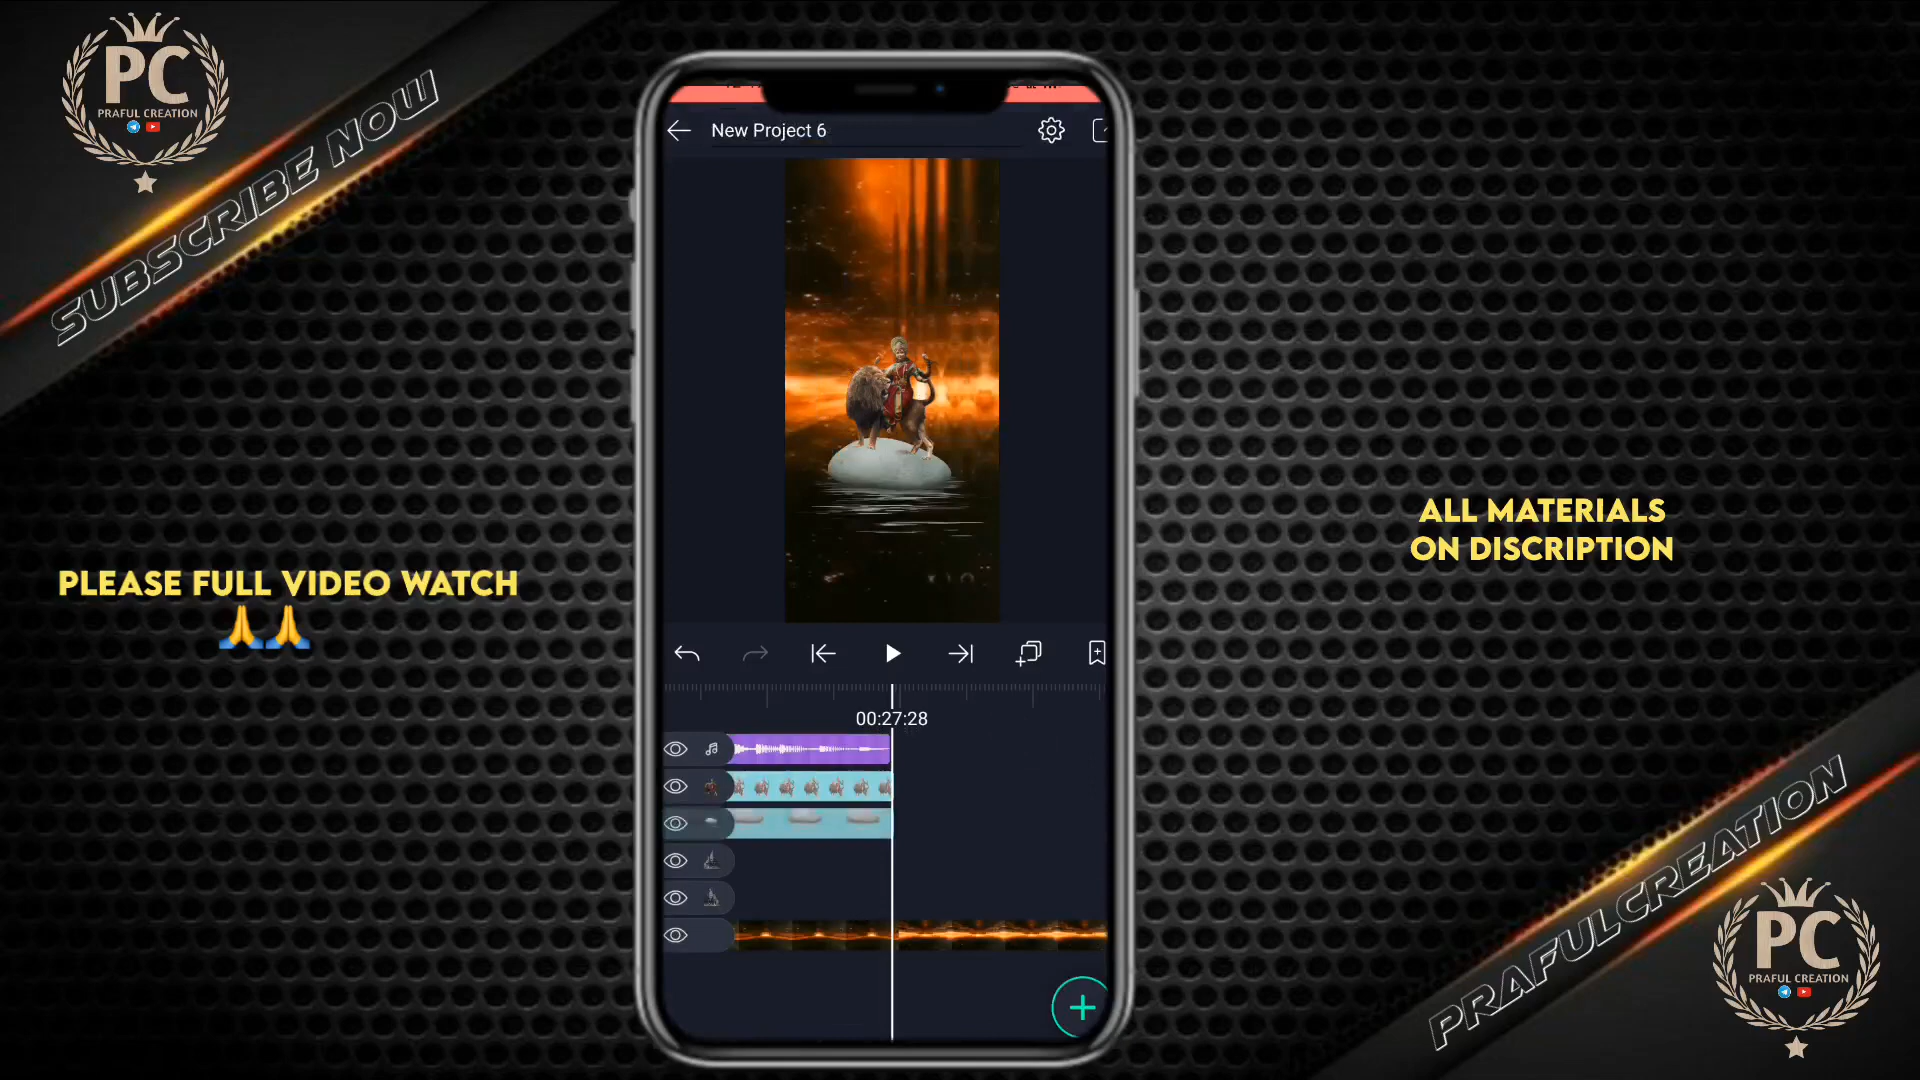 PC
PRAFUL CREATION
SUBSCRIBE NOW
New Project 6
PLEASE FULL VIDEO WATCH
🙏🙏
ALL MATERIALS
ON DISCRIPTION
00:27:28
PRAFULCREATION
PC
PRAFUL CREATION